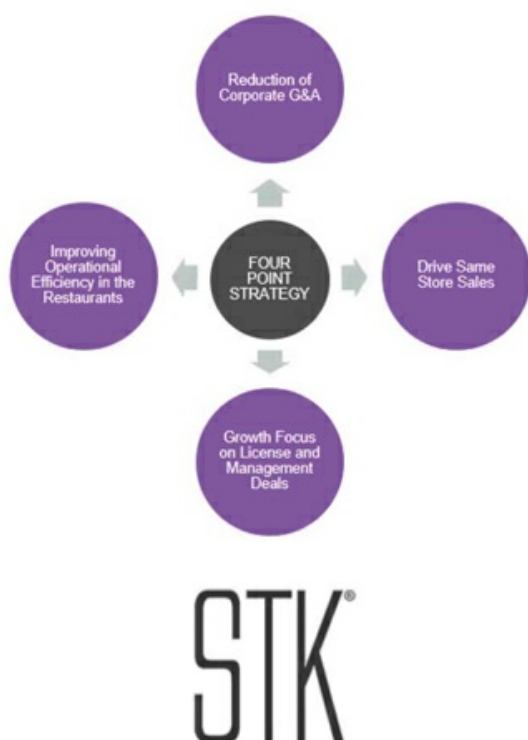 Reduction of
Corporate G&A
Improving
Operational
Efficiency in the
Restaurants
FOUR
POINT
STRATEGY
Drive Same
Store Sales
Growth Focus
on License and
Management
Deals
STK®